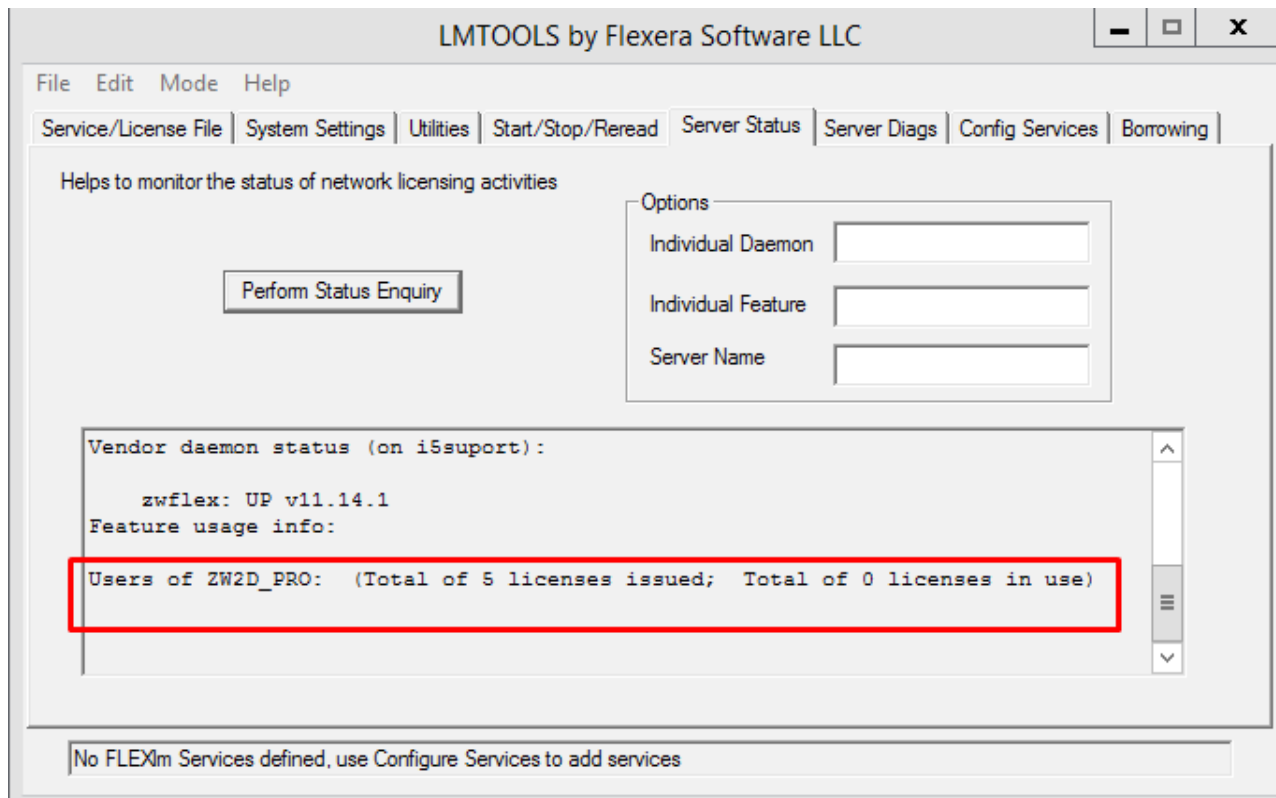 LMTOOLS by Flexera Software LLC
File Edit Mode Help
Service/License File System Settings Utilities Start/Stop/Reread Server Status Server Diags Config Services Borrowing
Helps to monitor the status of network licensing activities
Options
Individual Daemon
Perform Status Enquiry
Individual Feature
Server Name
Vendor daemon status (on i5suport):
zwflex: UP v11.14.1
Feature usage info:
Users of ZW2D_PRO: (Total of 5 licenses issued; Total of 0 licenses in use)
No FLEXlm Services defined, use Configure Services to add services